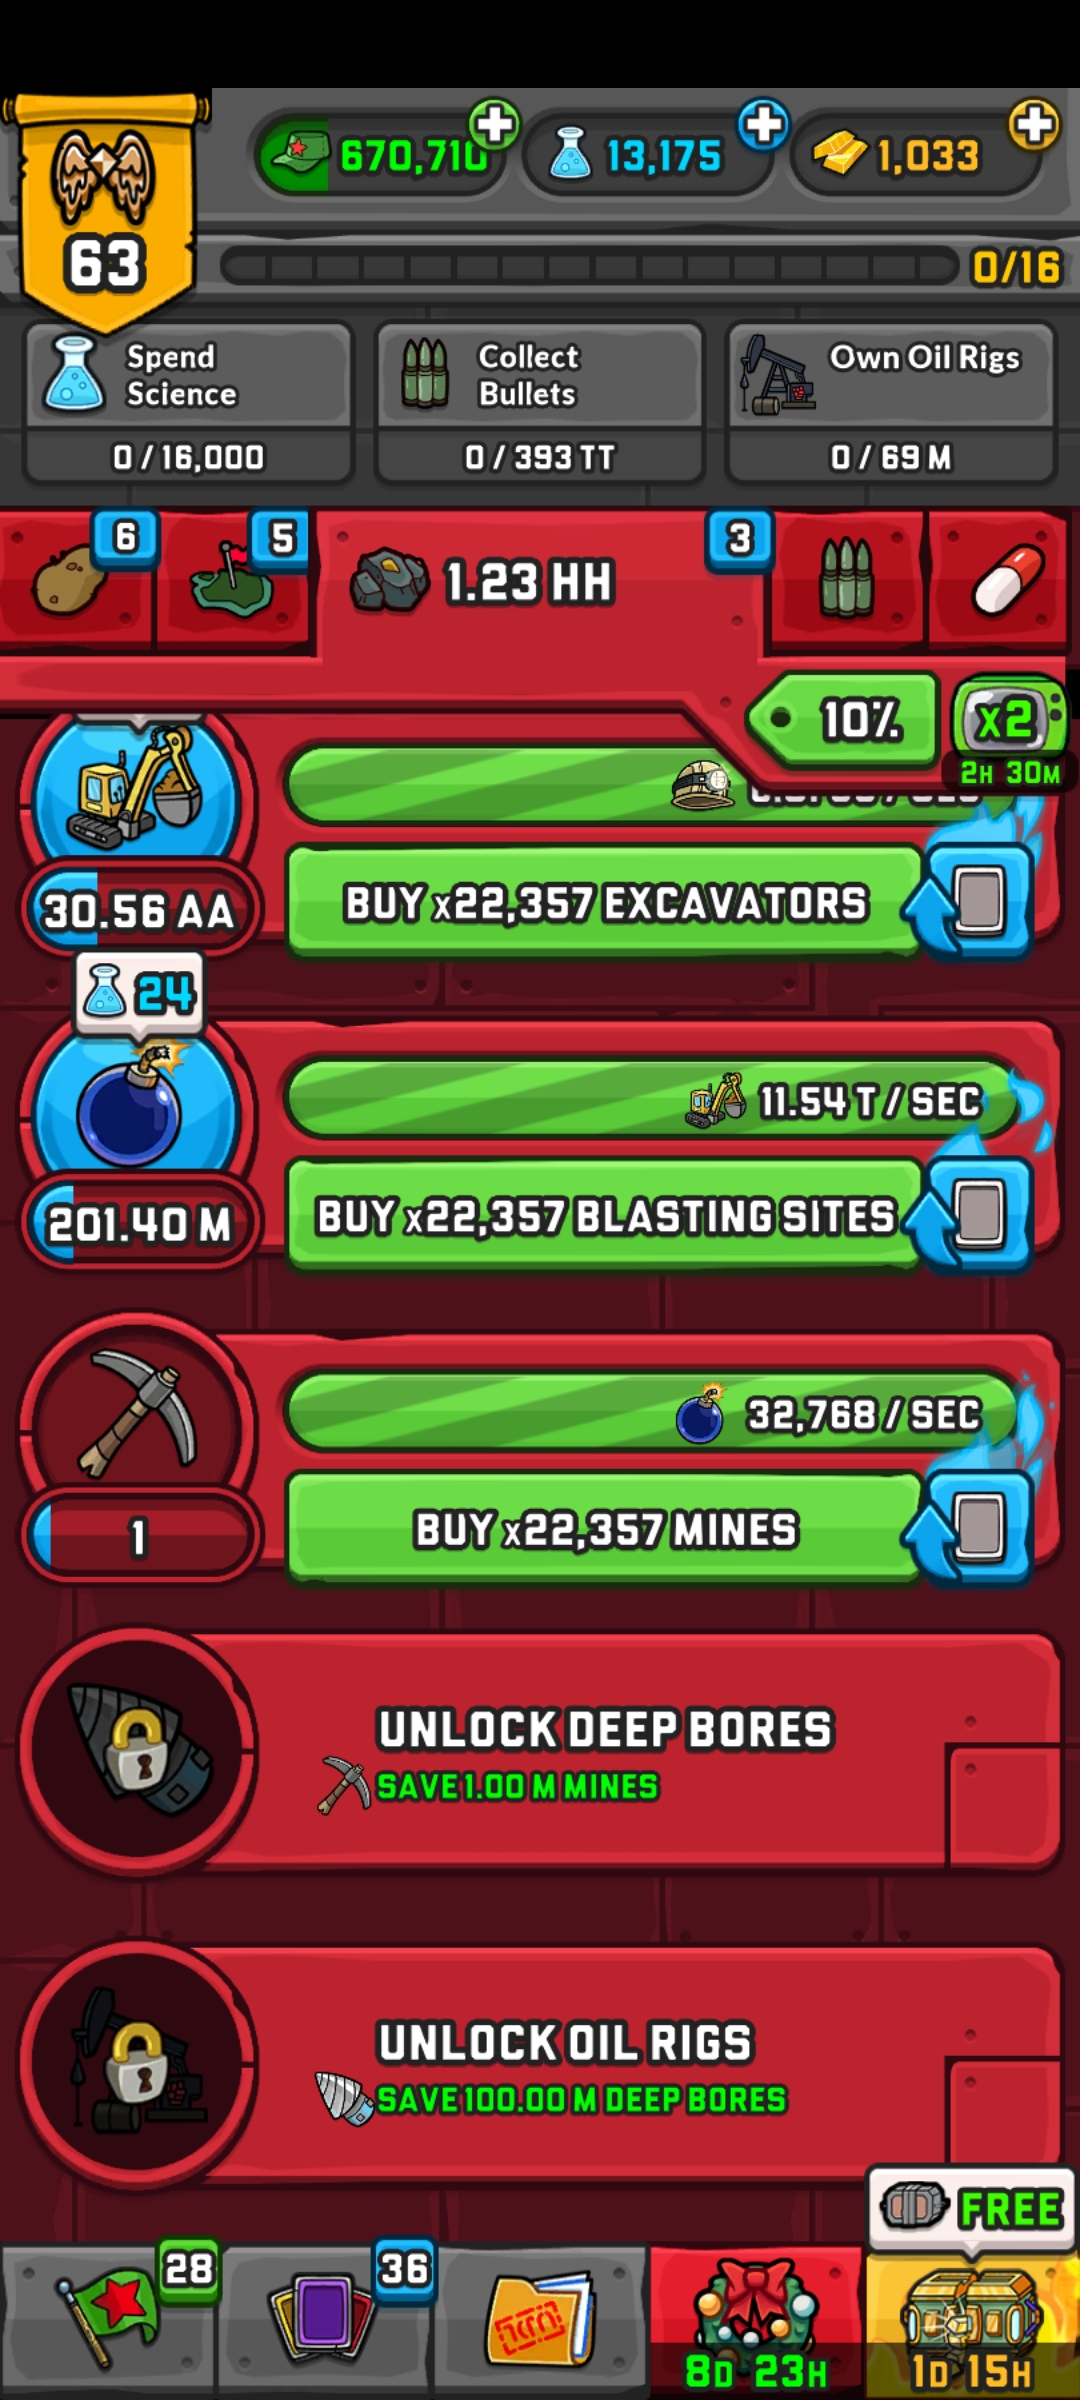 670,710
13,175
1,033
63
0/16
Spend
Science
0 / 16,000
Collect
Bullets
0 / 393 TT
Own Oil Rigs
0 / 69 M
6
5
1.23 HH
3
10%
X2
2H 30M
30.56 AA
BUY x22,357 EXCAVATORS
24
11.54 T / SEC
201.40 M
BUY x22,357 BLASTING SITES
32,768 / SEC
1
BUY x22,357 MINES
UNLOCK DEEP BORES
SAVE 1.00 M MINES
UNLOCK OIL RIGS
SAVE 100.00 M DEEP BORES
FREE
28
36
8D 23H
1D 15H